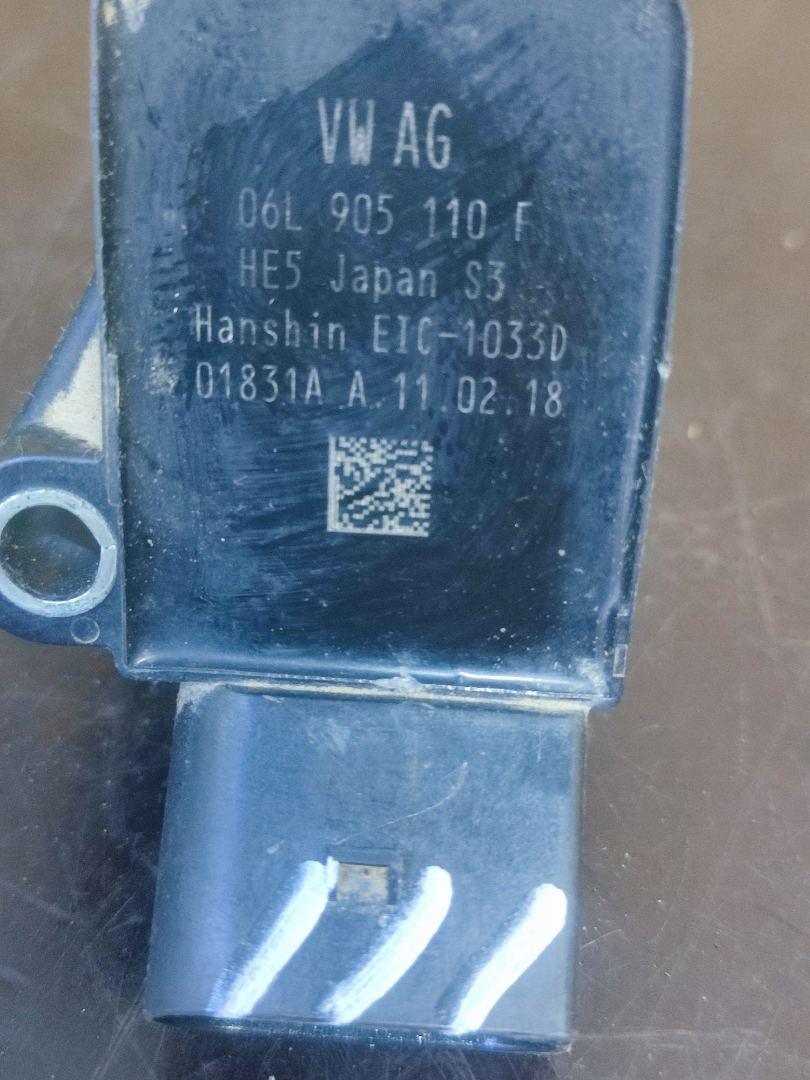 VW AG
06L 905 110 F
HE5 Japan S3
Hanshin EIC-1033D
01831A A 11.02.18